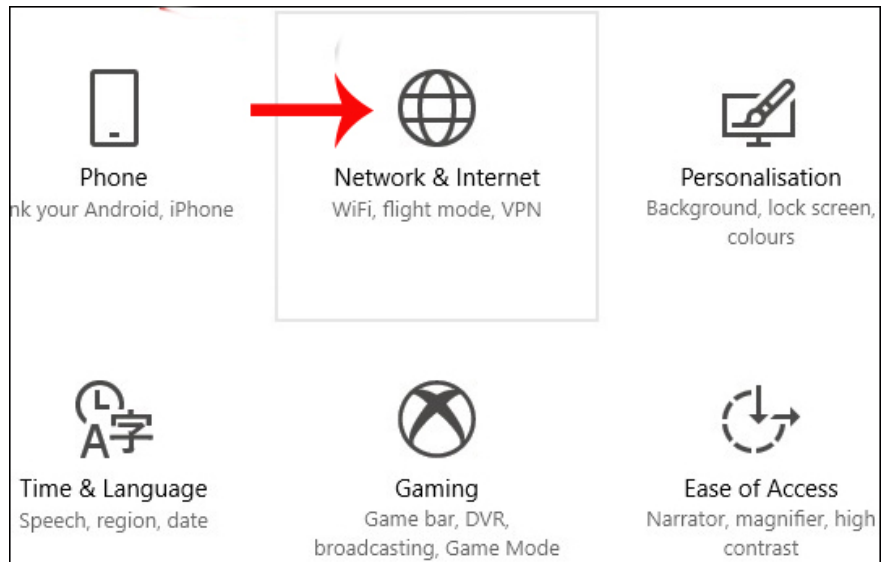 Phone
nk your Android, iPhone
Network & Internet
WiFi, flight mode, VPN
Personalisation
Background, lock screen,
colours
A字
Time & Language
Speech, region, date
Gaming
Game bar, DVR,
broadcasting, Game Mode
Ease of Access
Narrator, magnifier, high
contrast